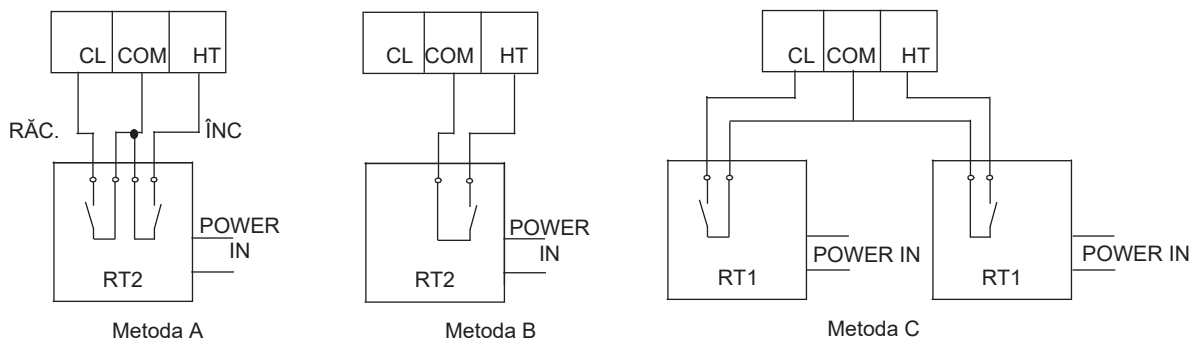 CL COM HT
RĂC. ÎNC
POWER
IN
RT2
Metoda A
CL COM HT
POWER
IN
RT2
Metoda B
CL COM HT
POWER IN
RT1
POWER IN
RT1
Metoda C